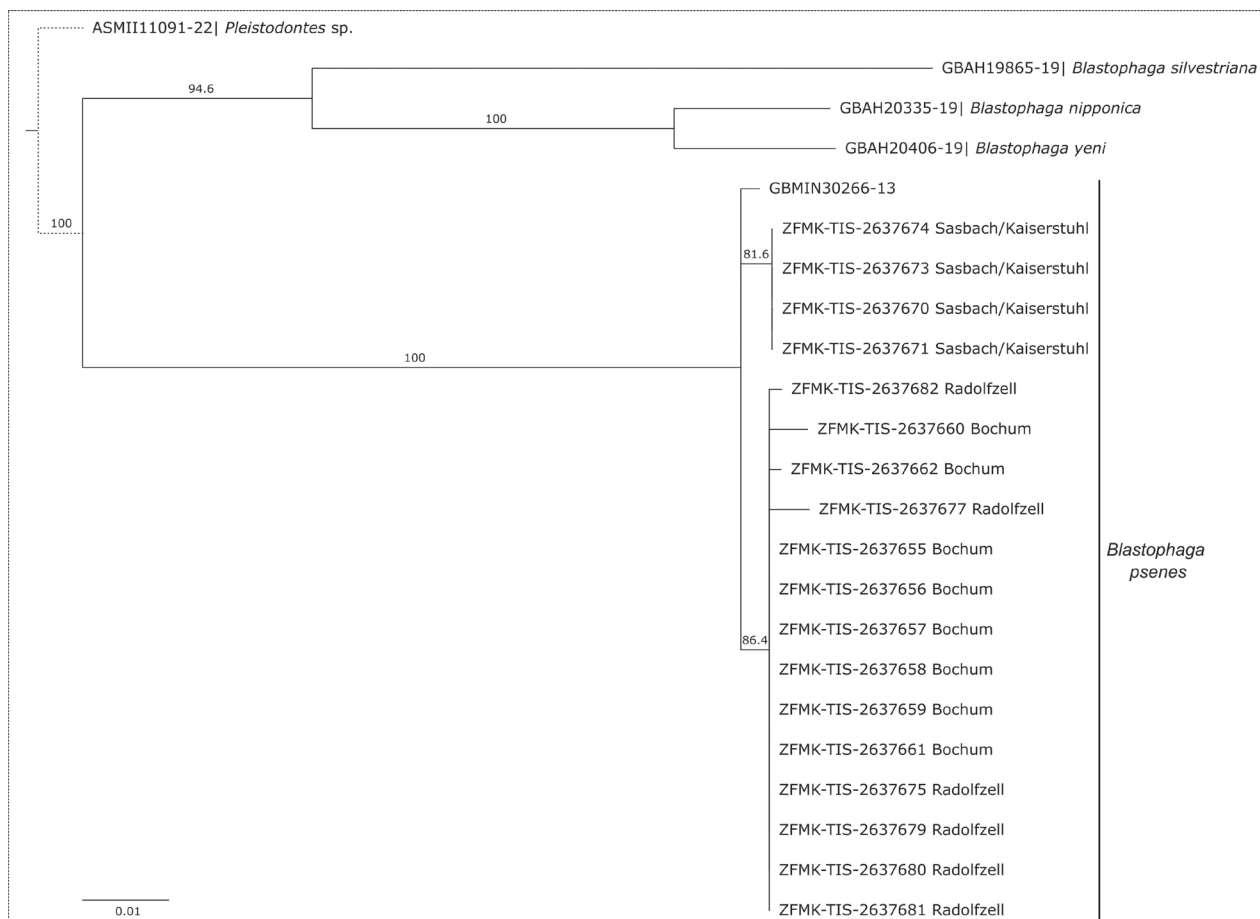 ASMII11091-22| Pleistodontes sp.
GBAH19865-19| Blastophaga silvestriana
94.6
GBAH20335-19| Blastophaga nipponica
100
GBAH20406-19| Blastophaga yeni
GBMIN30266-13
100
ZFMK-TIS-2637674 Sasbach/Kaiserstuhl
81.6
ZFMK-TIS-2637673 Sasbach/Kaiserstuhl
ZFMK-TIS-2637670 Sasbach/Kaiserstuhl
ZFMK-TIS-2637671 Sasbach/Kaiserstuhl
100
ZFMK-TIS-2637682 Radolfzell
ZFMK-TIS-2637660 Bochum
ZFMK-TIS-2637662 Bochum
ZFMK-TIS-2637677 Radolfzell
ZFMK-TIS-2637655 Bochum
Blastophaga
psenes
ZFMK-TIS-2637656 Bochum
ZFMK-TIS-2637657 Bochum
86.4
ZFMK-TIS-2637658 Bochum
ZFMK-TIS-2637659 Bochum
ZFMK-TIS-2637661 Bochum
ZFMK-TIS-2637675 Radolfzell
ZFMK-TIS-2637679 Radolfzell
ZFMK-TIS-2637680 Radolfzell
ZFMK-TIS-2637681 Radolfzell
0.01